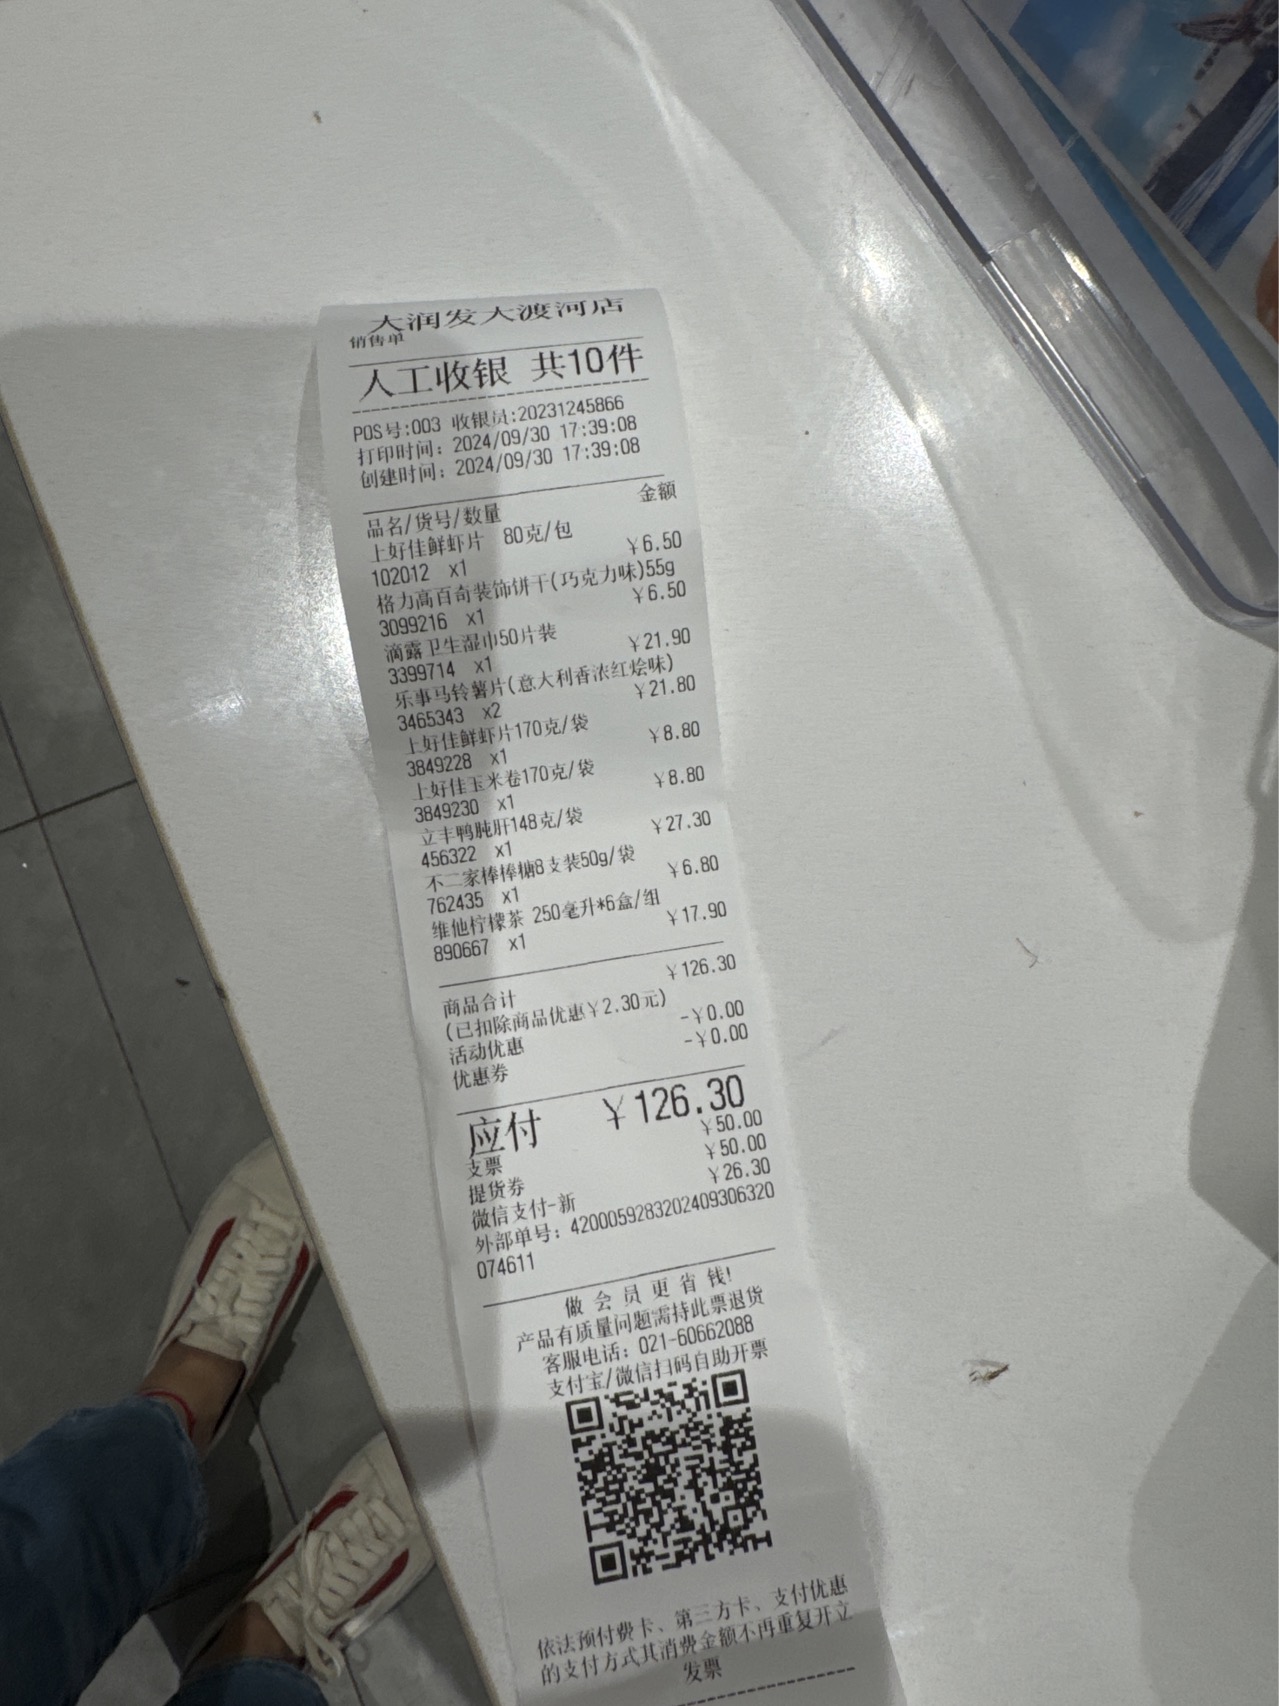 大润发大渡河店
销售单
人工收银 共10件
POS号:003 收银员:20231245866
打印时间: 2024/09/30 17:39:08
创建时间: 2024/09/30 17:39:08
金额
品名/货号/数量
上好佳鲜虾片 80克/包
102012 x1 ¥6.50
格力高百奇装饰饼干(巧克力味)55g
3099216 x1 ¥6.50
滴露卫生湿巾50片装
3399714 x1 ¥21.90
乐事马铃薯片(意大利香浓红烩味)
3465343 x2 ¥21.80
上好佳鲜虾片170克/袋
3849228 x1 ¥8.80
上好佳玉米卷170克/袋
3849230 x1 ¥8.80
立丰鸭肫肝148克/袋
456322 x1 ¥27.30
不二家棒棒糖8支装50g/袋
762435 x1 ¥6.80
维他柠檬茶 250毫升*6盒/组
890667 x1 ¥17.90
商品合计 ¥126.30
(已扣除商品优惠¥2.30元)
活动优惠 -¥0.00
优惠券 -¥0.00
应付 ¥126.30
支票 ¥50.00
提货券 ¥50.00
微信支付-新 ¥26.30
外部单号: 4200059283202409306320
074611
做会员更省钱!
产品有质量问题需持此票退货
客服电话: 021-60662088
支付宝/微信扫码自助开票
依法预付费卡、第三方卡、支付优惠
的支付方式其消费金额不再重复开立
发票